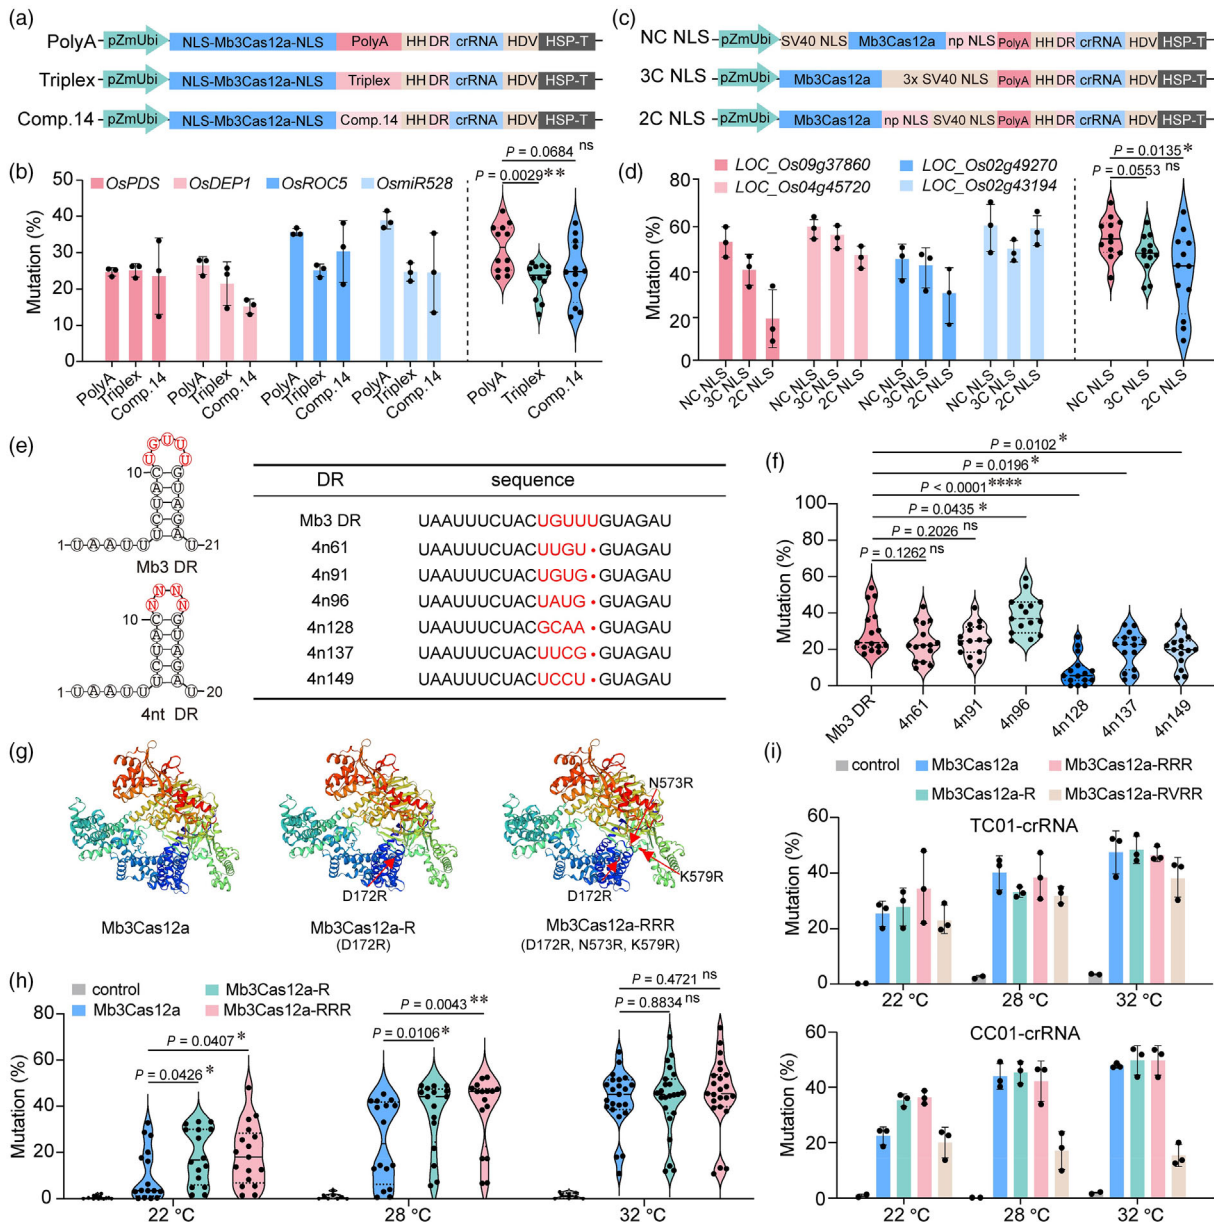 (a)
PolyA pZmUbi NLS-Mb3Cas12a-NLS PolyA HH DR crRNA HDV HSP-T
Triplex pZmUbi NLS-Mb3Cas12a-NLS Triplex HH DR crRNA HDV HSP-T
Comp.14 pZmUbi NLS-Mb3Cas12a-NLS Comp.14 HH DR crRNA HDV HSP-T
(c)
NC NLS pZmUbi SV40 NLS Mb3Cas12a np NLS PolyA HH DR crRNA HDV HSP-T
3C NLS pZmUbi Mb3Cas12a 3x SV40 NLS PolyA HH DR crRNA HDV HSP-T
2C NLS pZmUbi Mb3Cas12a np NLS SV40 NLS PolyA HH DR crRNA HDV HSP-T
(b)
OsPDS OsDEP1 OsROC5 OsmiR528
P = 0.0684 ns
P = 0.0029 **
Mutation (%)
50
40
30
20
10
0
PolyA Triplex Comp.14 PolyA Triplex Comp.14 PolyA Triplex Comp.14 PolyA Triplex Comp.14 PolyA Triplex Comp.14
(d)
LOC_Os09g37860 LOC_Os02g49270
LOC_Os04g45720 LOC_Os02g43194
P = 0.0135 *
P = 0.0553 ns
Mutation (%)
80
60
40
20
0
NC NLS 3C NLS 2C NLS NC NLS 3C NLS 2C NLS NC NLS 3C NLS 2C NLS NC NLS 3C NLS 2C NLS NC NLS 3C NLS 2C NLS
(e)
U G U U U
10 C G
A U
U A
C G
U A
1 U A A U U U U 21
Mb3 DR
N N N N
10 C G
A U
U A
C G
U A
1 U A A U U U U 20
4nt DR
DR sequence
Mb3 DR UAAUUUCUACUGUUUGUAGAU
4n61 UAAUUUCUACUUGU•GUAGAU
4n91 UAAUUUCUACUGUG•GUAGAU
4n96 UAAUUUCUACUAUG•GUAGAU
4n128 UAAUUUCUACGCAA•GUAGAU
4n137 UAAUUUCUACUUCG•GUAGAU
4n149 UAAUUUCUACUCCU•GUAGAU
(f)
P = 0.0102 *
P = 0.0196 *
P < 0.0001 ****
P = 0.0435 *
P = 0.2026 ns
P = 0.1262 ns
Mutation (%)
100
80
60
40
20
0
Mb3 DR 4n61 4n91 4n96 4n128 4n137 4n149
(g)
Mb3Cas12a
D172R
Mb3Cas12a-R
(D172R)
N573R
K579R
D172R
Mb3Cas12a-RRR
(D172R, N573R, K579R)
(h)
control Mb3Cas12a-R
Mb3Cas12a Mb3Cas12a-RRR
P = 0.0407 *
P = 0.0426 *
P = 0.0043 **
P = 0.0106 *
P = 0.4721 ns
P = 0.8834 ns
Mutation (%)
80
60
40
20
0
22 °C 28 °C 32 °C
(i)
control Mb3Cas12a Mb3Cas12a-RRR
Mb3Cas12a-R Mb3Cas12a-RVRR
TC01-crRNA
Mutation (%)
60
40
20
0
22 °C 28 °C 32 °C
CC01-crRNA
Mutation (%)
60
40
20
0
22 °C 28 °C 32 °C